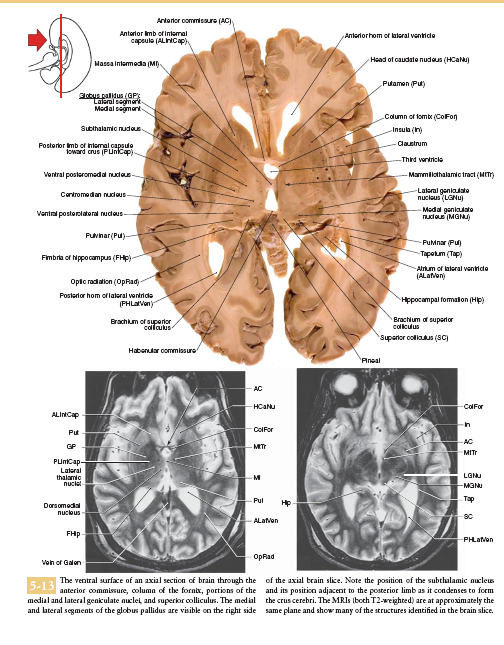 Anterior commissure (AC)
Anterior limb of internal
capsule (ALIntCap)
Massa intermedia (MI)
Globus pallidus (GP):
Lateral segment
Medial segment
Subthalamic nucleus
Posterior limb of internal capsule
toward crus (PLIntCap)
Ventral posteromedial nucleus
Centromedian nucleus
Ventral posterolateral nucleus
Pulvinar (Pul)
Fimbria of hippocampus (FHip)
Optic radiation (OpRad)
Posterior horn of lateral ventricle
(PHLatVen)
Brachium of superior
colliculus
Habenular commissure
Anterior horn of lateral ventricle
Head of caudate nucleus (HCaNu)
Putamen (Put)
Column of fornix (ColFor)
Insula (In)
Claustrum
Third ventricle
Mammillothalamic tract (MtTr)
Lateral geniculate
nucleus (LGNu)
Medial geniculate
nucleus (MGNu)
Pulvinar (Pul)
Tapetum (Tap)
Atrium of lateral ventricle
(ALatVen)
Hippocampal formation (Hip)
Brachium of superior
colliculus
Superior colliculus (SC)
Pineal
ALIntCap
Put
GP
PLIntCap
Lateral
thalamic
nuclei
Dorsomedial
nucleus
FHip
Vein of Galen
AC
HCaNu
ColFor
MtTr
MI
Pul
ALatVen
OpRad
Hip
ColFor
In
AC
MtTr
LGNu
MGNu
Tap
SC
PHLatVen
5-13 The ventral surface of an axial section of brain through the
anterior commissure, column of the fornix, portions of the
medial and lateral geniculate nuclei, and superior colliculus. The medial
and lateral segments of the globus pallidus are visible on the right side
of the axial brain slice. Note the position of the subthalamic nucleus
and its position adjacent to the posterior limb as it condenses to form
the crus cerebri. The MRIs (both T2-weighted) are at approximately the
same plane and show many of the structures identified in the brain slice.